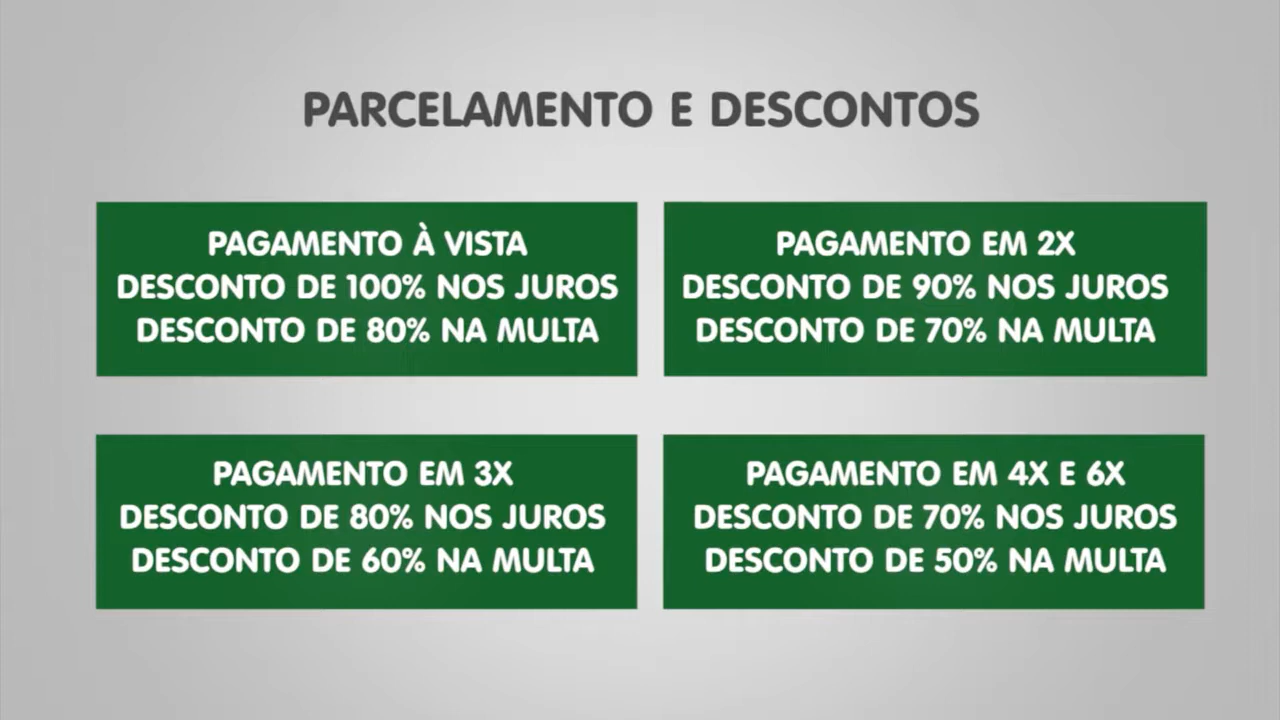 PARCELAMENTO E DESCONTOS
PAGAMENTO À VISTA
DESCONTO DE 100% NOS JUROS
DESCONTO DE 80% NA MULTA
PAGAMENTO EM 2X
DESCONTO DE 90% NOS JUROS
DESCONTO DE 70% NA MULTA
PAGAMENTO EM 3X
DESCONTO DE 80% NOS JUROS
DESCONTO DE 60% NA MULTA
PAGAMENTO EM 4X E 6X
DESCONTO DE 70% NOS JUROS
DESCONTO DE 50% NA MULTA